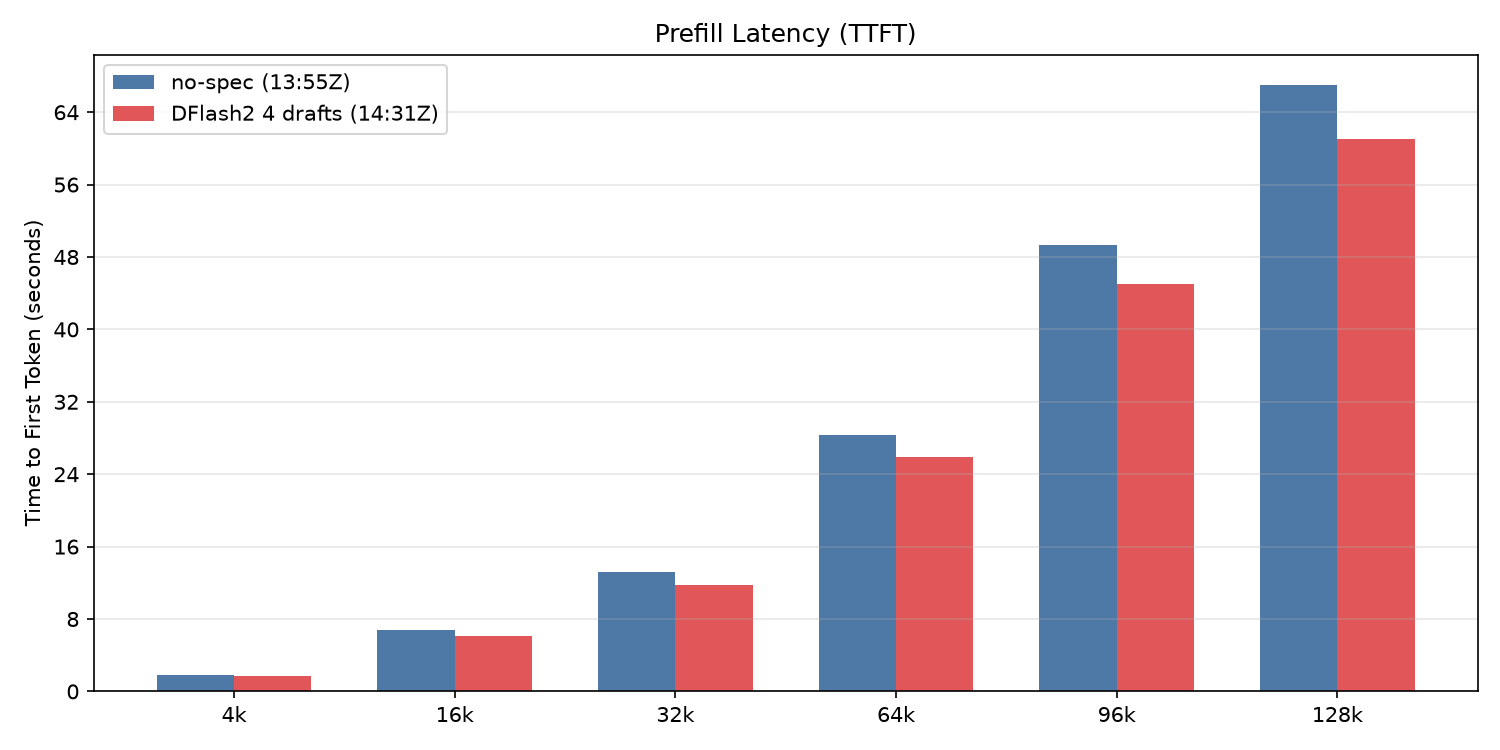 Prefill Latency (TTFT)
no-spec (13:55Z)
DFlash2 4 drafts (14:31Z)
Time to First Token (seconds)
64
56
48
40
32
24
16
8
0
4k
16k
32k
64k
96k
128k